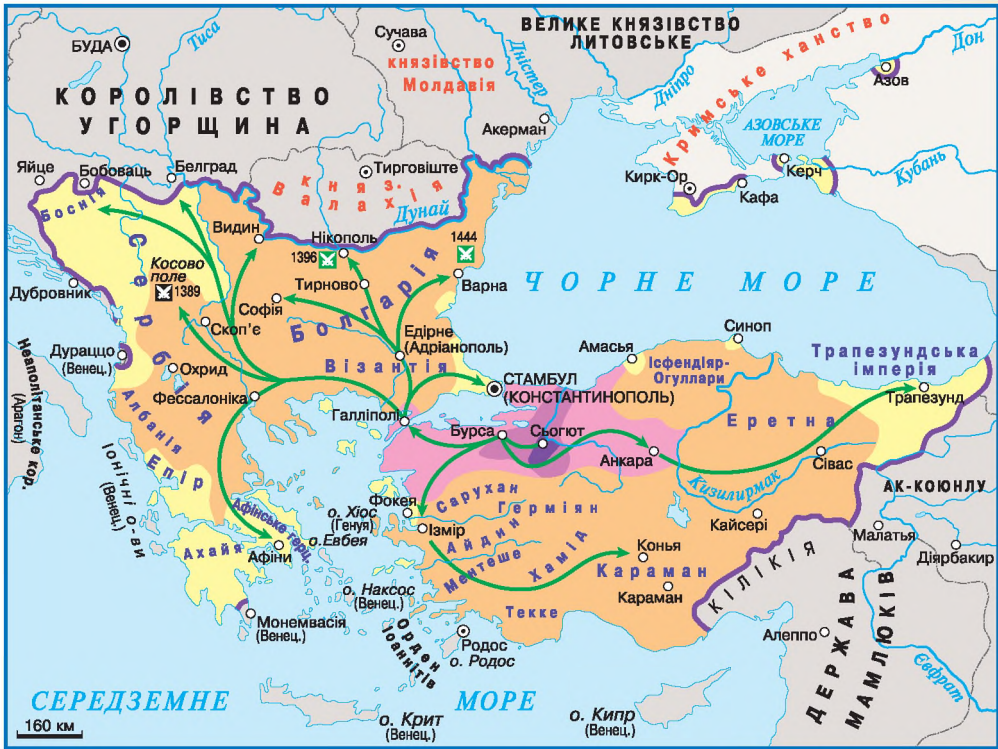 ВЕЛИКЕ КНЯЗІВСТВО
ЛИТОВСЬКЕ
БУДА
Тиса
Сучава
князівство
Молдавія
Дністер
Дніпро
Кримське ханство
Дон
Азов
КОРОЛІВСТВО
УГОРЩИНА
Акерман
АЗОВСЬКЕ
МОРЕ
Кирк-Ор
Керч
Кафа
Кубань
Яйце
Бобоваць
Белград
Тирговіште
княз.
Валахія
Дунай
Боснія
Видин
Нікополь
1396
1444
Косово
поле
1389
Сербія
Болгарія
Тирново
Варна
Дубровник
Софія
Скоп'є
ЧОРНЕ МОРЕ
Едірне
(Адріанополь)
Візантія
Неаполітанське кор.
(Арагон)
Дураццо
(Венец.)
Охрид
Албанія
Фессалоніка
Галліполі
СТАМБУЛ
(КОНСТАНТИНОПОЛЬ)
Амасья
Синоп
Ісфендіяр-
Огуллари
Трапезундська
імперія
Трапезунд
Еретна
Бурса
Сьогют
Анкара
Сівас
Кизилирмак
Кайсері
АК-КОЮНЛУ
Малатья
Діярбакир
Епір
Іонічні о-ви
(Венец.)
Афінське герц.
Ахайя
Афіни
Фокея
о. Хіос
(Генуя)
о.Евбея
Ізмір
Сарухан
Герміян
Айдин
Ментеше
Хамід
Конья
Караман
Караман
Текке
КІЛІКІЯ
о. Наксос
(Венец.)
Монемвасія
(Венец.)
Орден
Іоаннітів
Родос
о. Родос
Алеппо
ДЕРЖАВА
МАМЛЮКІВ
Євфрат
СЕРЕДЗЕМНЕ МОРЕ
160 км
о. Крит
(Венец.)
о. Кипр
(Венец.)